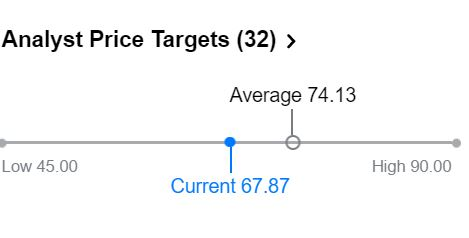 Analyst Price Targets (32) >
Average 74.13
Low 45.00
High 90.00
Current 67.87